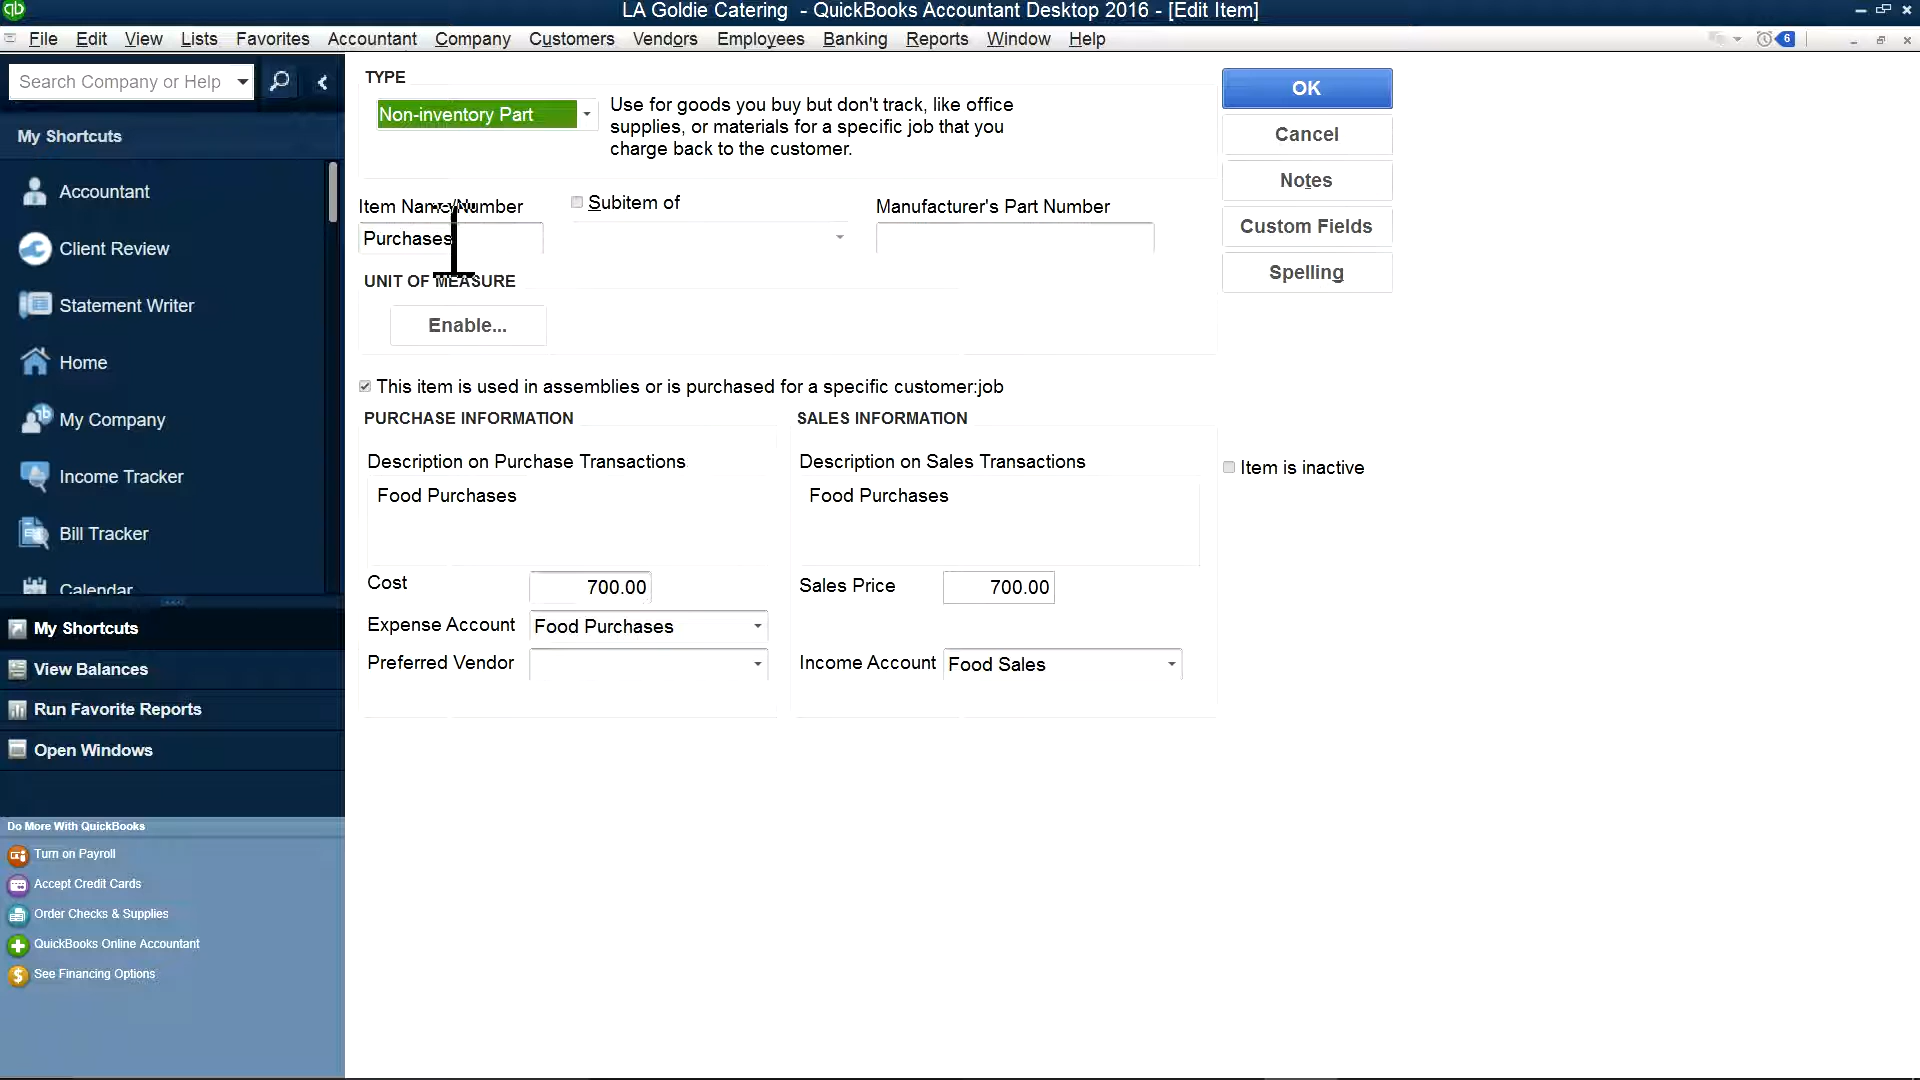 LA Goldie Catering - QuickBooks Accountant Desktop 2016 - [Edit Item]
File Edit View Lists Favorites Accountant Company Customers Vendors Employees Banking Reports Window Help
6
Search Company or Help
My Shortcuts
Accountant
Client Review
Statement Writer
Home
My Company
Income Tracker
Bill Tracker
Calendar
My Shortcuts
View Balances
Run Favorite Reports
Open Windows
Do More With QuickBooks
Turn on Payroll
Accept Credit Cards
Order Checks & Supplies
QuickBooks Online Accountant
See Financing Options
TYPE
Non-inventory Part
Use for goods you buy but don't track, like office
supplies, or materials for a specific job that you
charge back to the customer.
Item Name/Number
Subitem of
Manufacturer's Part Number
Purchases
UNIT OF MEASURE
Enable...
This item is used in assemblies or is purchased for a specific customer:job
PURCHASE INFORMATION
Description on Purchase Transactions
Food Purchases
Cost 700.00
Expense Account Food Purchases
Preferred Vendor
SALES INFORMATION
Description on Sales Transactions
Food Purchases
Sales Price 700.00
Income Account Food Sales
OK
Cancel
Notes
Custom Fields
Spelling
Item is inactive